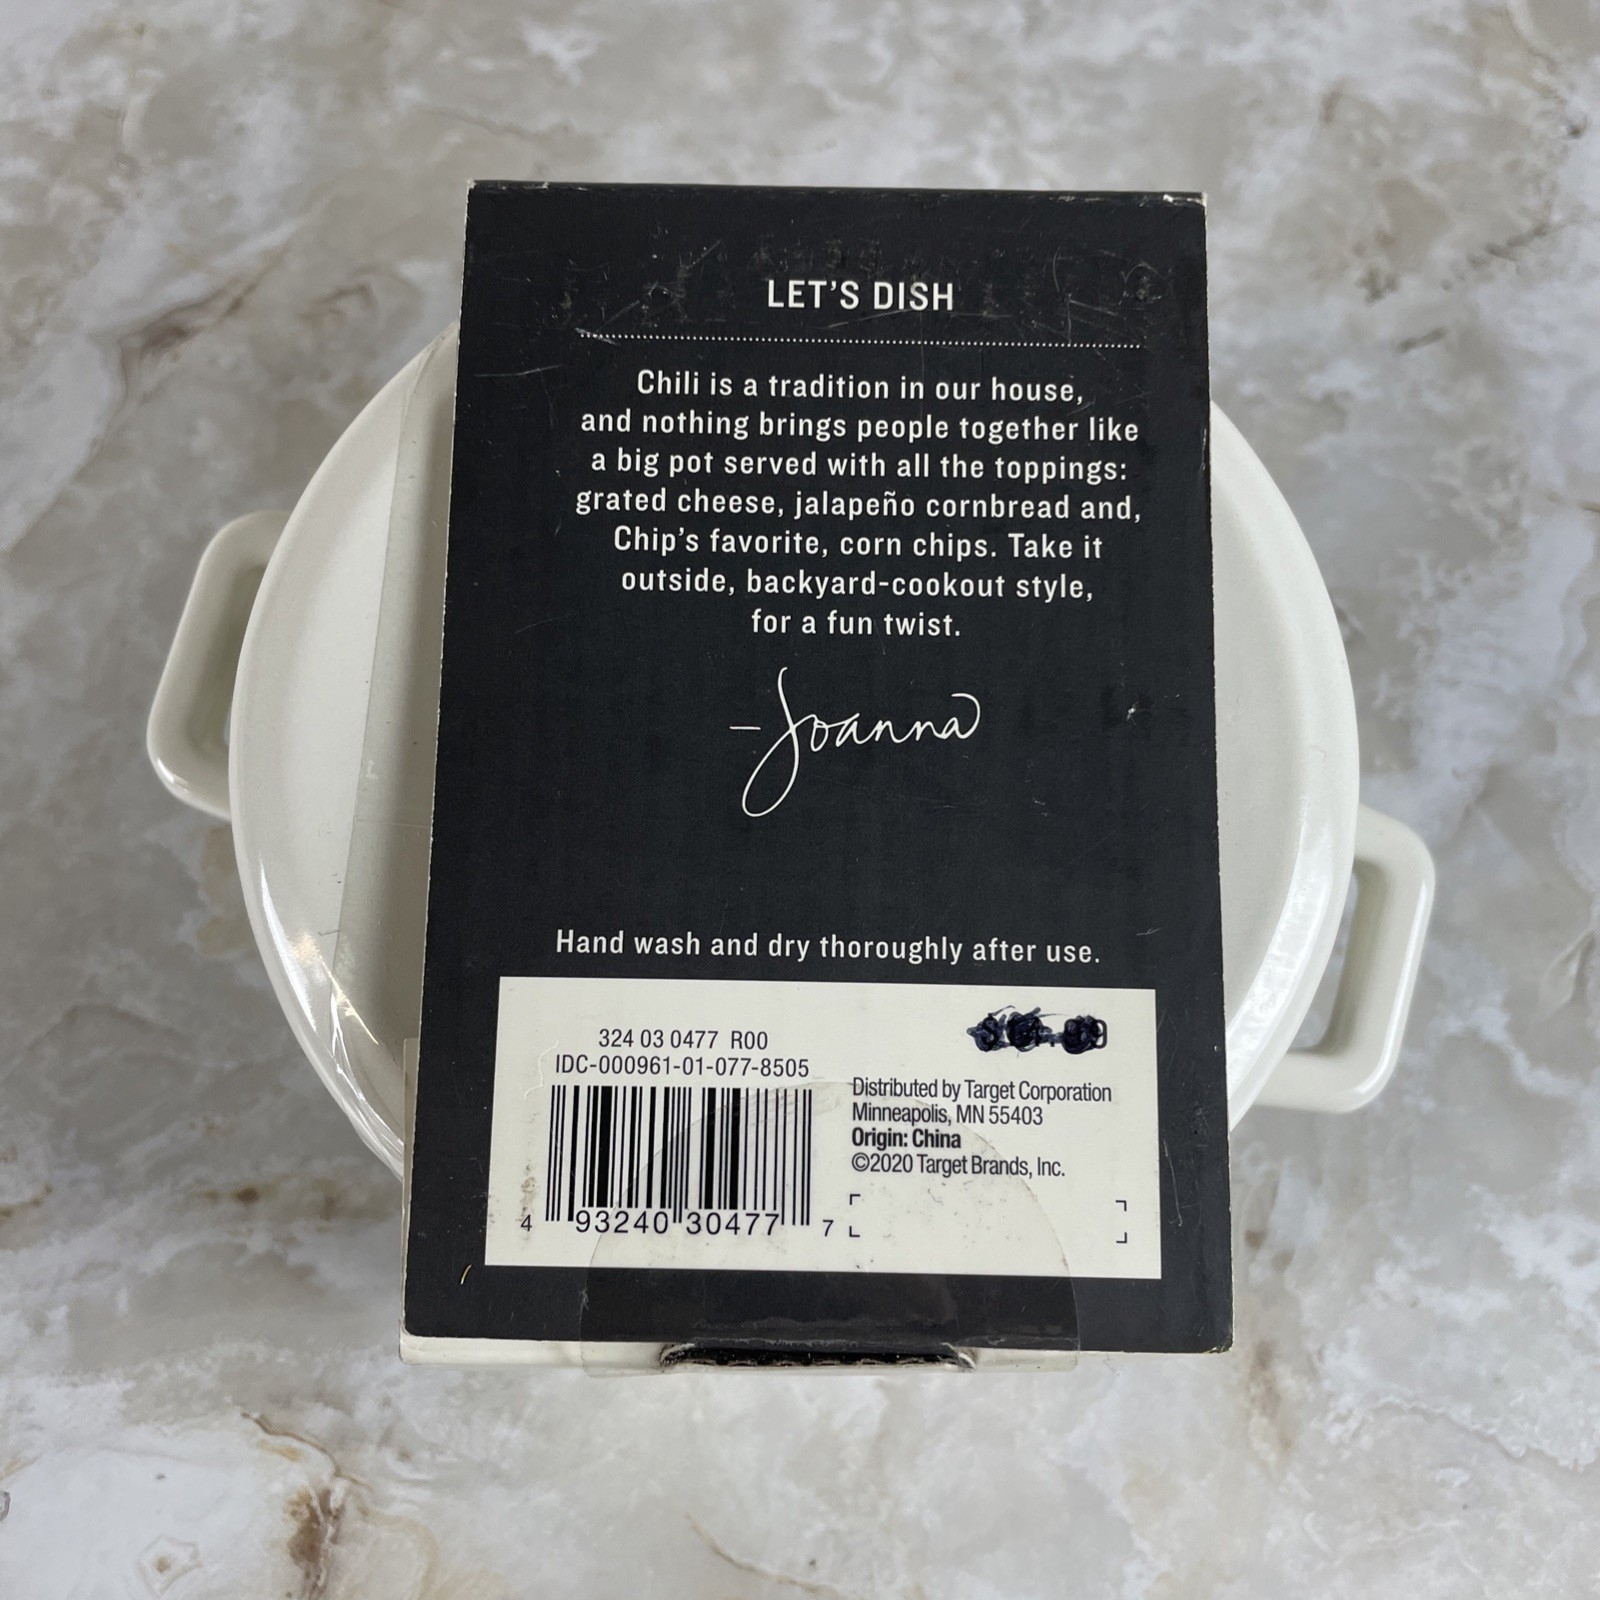 LET'S DISH
Chili is a tradition in our house,
and nothing brings people together like
a big pot served with all the toppings:
grated cheese, jalapeño cornbread and,
Chip's favorite, corn chips. Take it
outside, backyard-cookout style,
for a fun twist.
–Joanna
Hand wash and dry thoroughly after use.
324 03 0477 R00
IDC-000961-01-077-8505
4 93240 30477 7
Distributed by Target Corporation
Minneapolis, MN 55403
Origin: China
©2020 Target Brands, Inc.